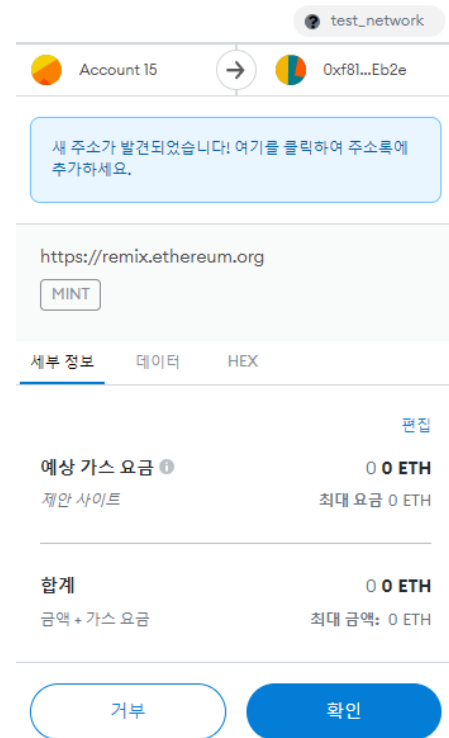 test_network
Account 15
0xf81...Eb2e
새 주소가 발견되었습니다! 여기를 클릭하여 주소록에
추가하세요.
https://remix.ethereum.org
MINT
세부 정보 데이터 HEX
편집
예상 가스 요금 0 0 ETH
제안 사이트 최대 요금 0 ETH
합계 0 0 ETH
금액 + 가스 요금 최대 금액: 0 ETH
거부 확인